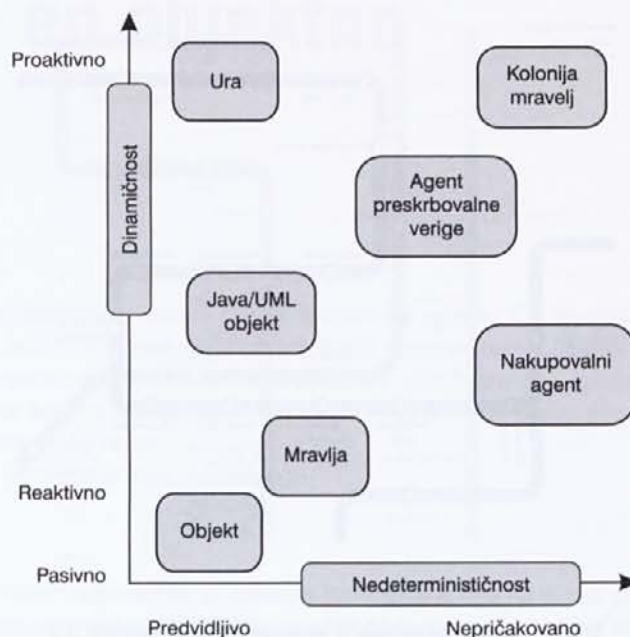 Proaktivno
Ura
Kolonija
mravelj
Dinamičnost
Agent
preskrbovalne
verige
Java/UML
objekt
Nakupovalni
agent
Mravlja
Reaktivno
Objekt
Pasivno
Nedeterminističnost
Predvidljivo
Nepričakovano